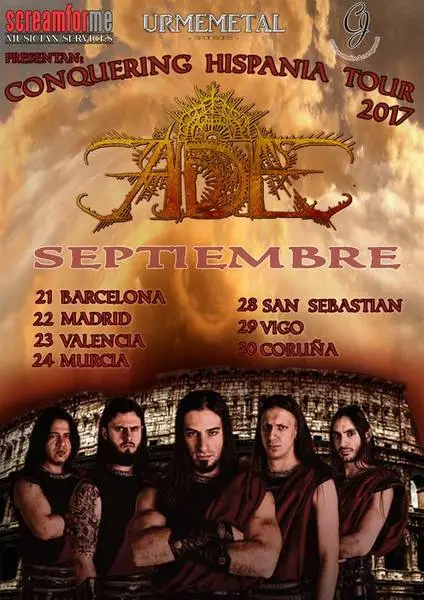 screamforme
MUSICIAN SERVICES
URMEMETAL
CJ
PRESENTAN:
CONQUERING HISPANIA TOUR
2017
ADE
SEPTIEMBRE
21 BARCELONA
22 MADRID
23 VALENCIA
24 MURCIA
28 SAN SEBASTIAN
29 VIGO
30 CORUÑA